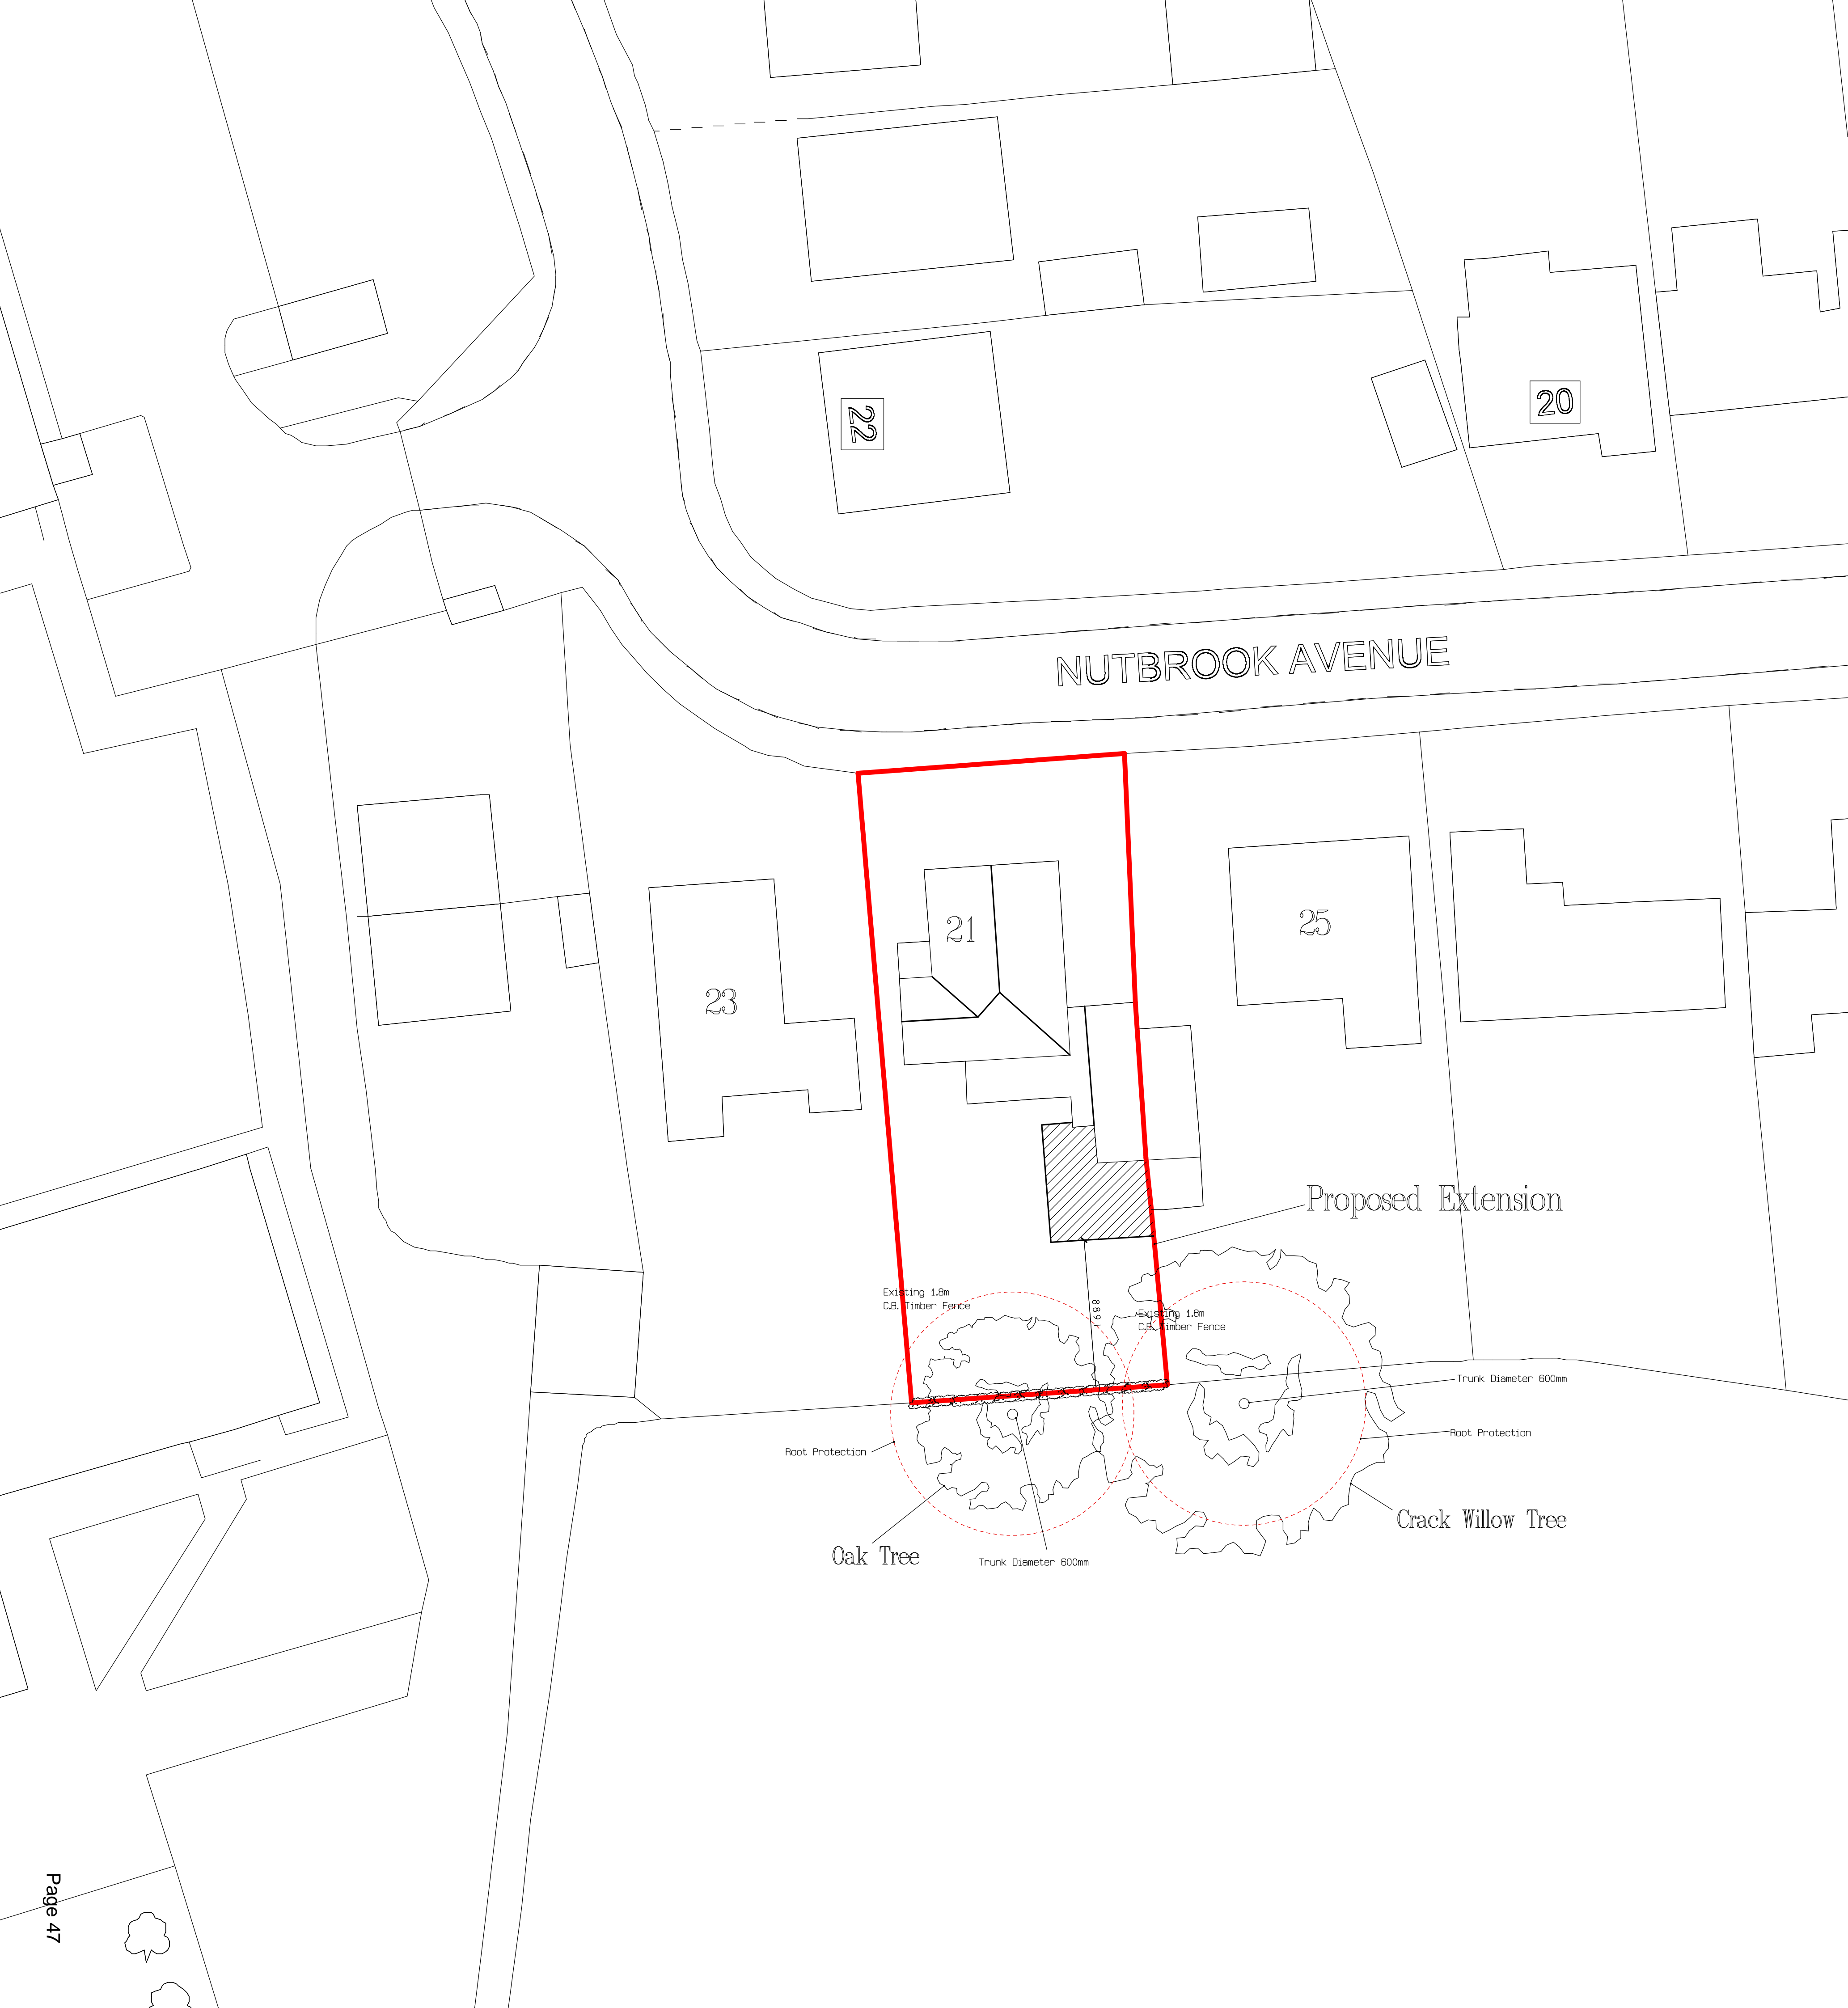 22
20
NUTBROOK AVENUE
21
25
23
Proposed Extension
Existing 1.8m
C.B. Timber Fence
8891
Existing 1.8m
C.B. Timber Fence
Trunk Diameter 600mm
Root Protection
Root Protection
Crack Willow Tree
Oak Tree
Trunk Diameter 600mm
Page 47